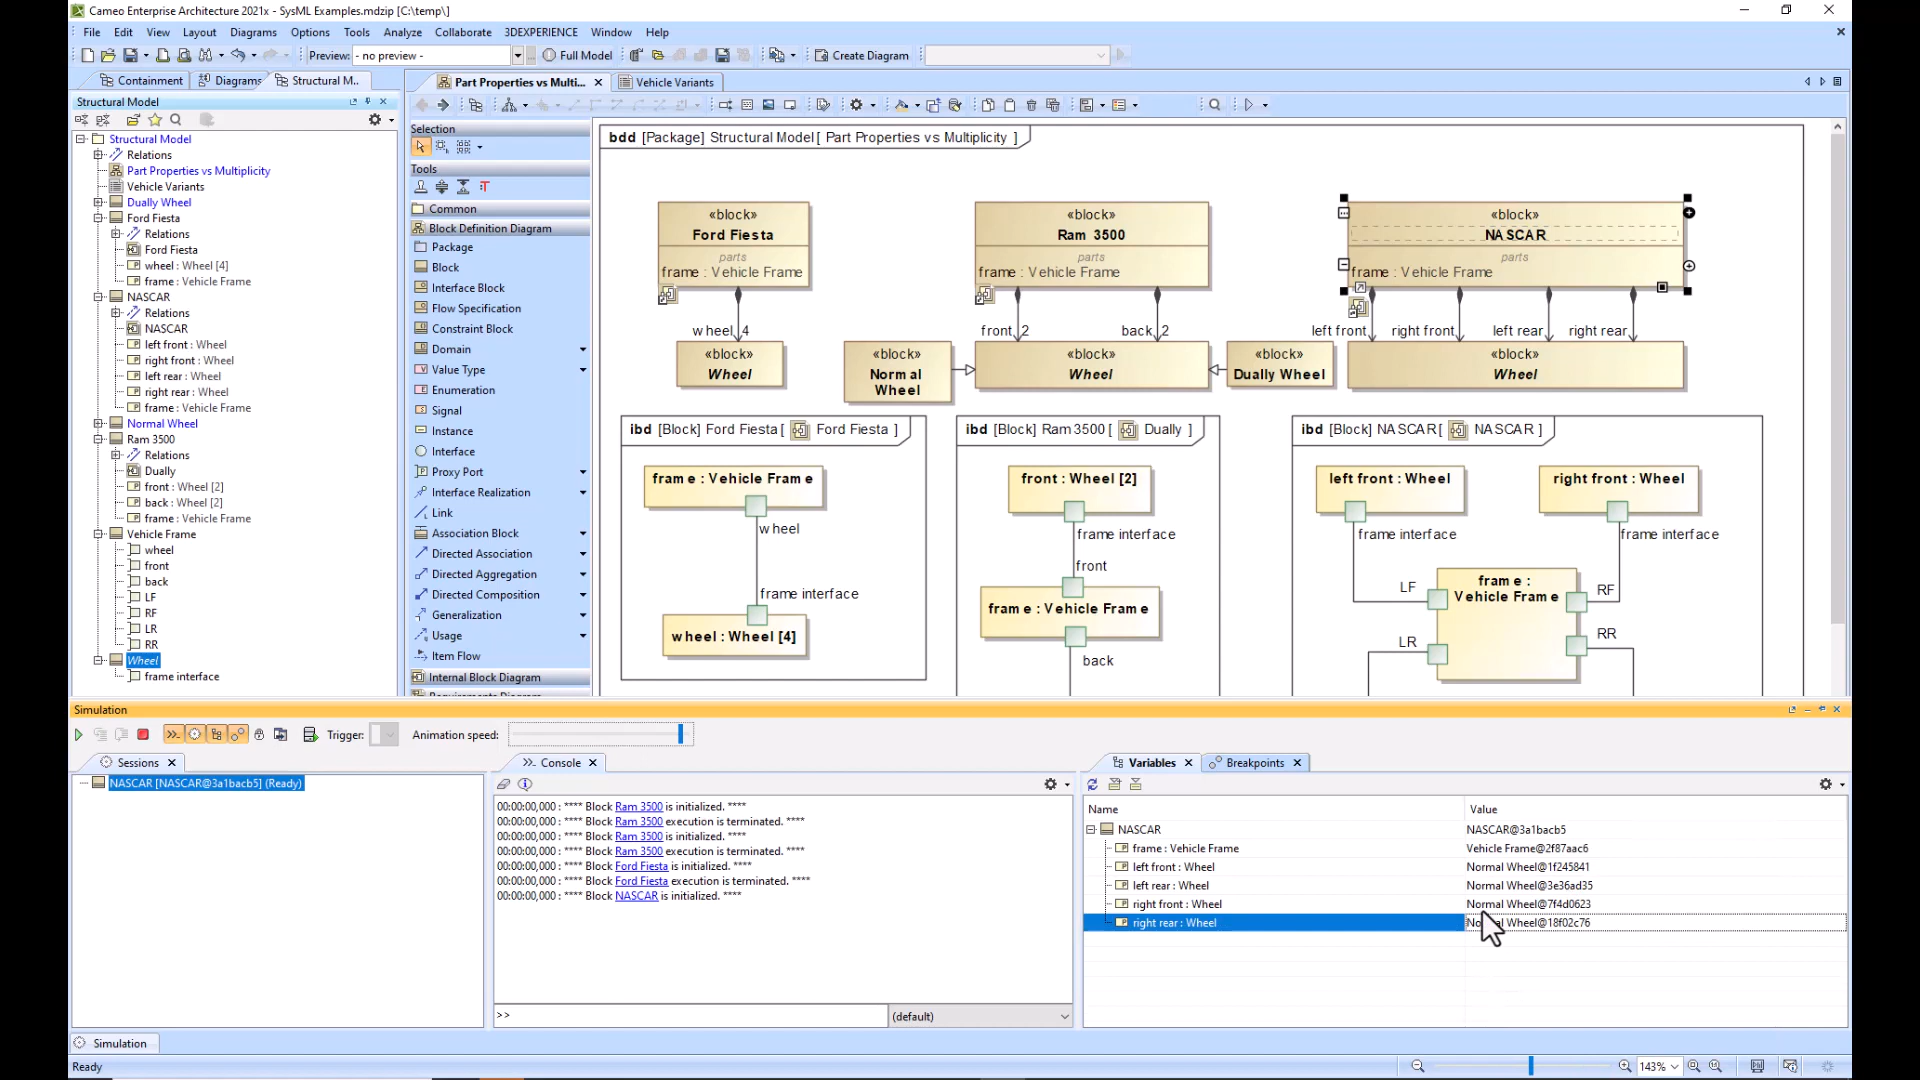 Cameo Enterprise Architecture 2021x - SysML Examples.mdzip [C:\temp\]
File Edit View Layout Diagrams Options Tools Analyze Collaborate 3DEXPERIENCE Window Help
Preview: - no preview - Full Model Create Diagram
Containment Diagrams Structural M..
Part Properties vs Multi... Vehicle Variants
Structural Model
Structural Model
Relations
Part Properties vs Multiplicity
Vehicle Variants
Dually Wheel
Ford Fiesta
Relations
Ford Fiesta
wheel : Wheel [4]
frame : Vehicle Frame
NASCAR
Relations
NASCAR
left front : Wheel
right front : Wheel
left rear : Wheel
right rear : Wheel
frame : Vehicle Frame
Normal Wheel
Ram 3500
Relations
Dually
front : Wheel [2]
back : Wheel [2]
frame : Vehicle Frame
Vehicle Frame
wheel
front
back
LF
RF
LR
RR
Wheel
frame interface
Selection
Tools
Common
Block Definition Diagram
Package
Block
Interface Block
Flow Specification
Constraint Block
Domain
Value Type
Enumeration
Signal
Instance
Interface
Proxy Port
Interface Realization
Link
Association Block
Directed Association
Directed Aggregation
Directed Composition
Generalization
Usage
Item Flow
Internal Block Diagram
bdd [Package] Structural Model[ Part Properties vs Multiplicity ]
«block»
Ford Fiesta
parts
frame : Vehicle Frame
wheel 4
«block»
Wheel
«block»
Ram 3500
parts
frame : Vehicle Frame
front 2
back 2
«block»
Normal
Wheel
«block»
Wheel
«block»
Dually Wheel
«block»
NASCAR
parts
frame : Vehicle Frame
left front right front left rear right rear
«block»
Wheel
ibd [Block] Ford Fiesta[ Ford Fiesta ]
frame : Vehicle Frame
wheel
frame interface
wheel : Wheel [4]
ibd [Block] Ram 3500[ Dually ]
front : Wheel [2]
frame interface
front
frame : Vehicle Frame
back
ibd [Block] NASCAR[ NASCAR ]
left front : Wheel right front : Wheel
frame interface frame interface
frame :
Vehicle Frame
LF RF
LR RR
Simulation
Trigger: Animation speed:
Sessions
NASCAR [NASCAR@3a1bacb5] (Ready)
Console
00:00:00,000 : **** Block Ram 3500 is initialized. ****
00:00:00,000 : **** Block Ram 3500 execution is terminated. ****
00:00:00,000 : **** Block Ram 3500 is initialized. ****
00:00:00,000 : **** Block Ram 3500 execution is terminated. ****
00:00:00,000 : **** Block Ford Fiesta is initialized. ****
00:00:00,000 : **** Block Ford Fiesta execution is terminated. ****
00:00:00,000 : **** Block NASCAR is initialized. ****
>> (default)
Variables Breakpoints
Name Value
NASCAR NASCAR@3a1bacb5
frame : Vehicle Frame Vehicle Frame@2f87aac6
left front : Wheel Normal Wheel@1f245841
left rear : Wheel Normal Wheel@3e36ad35
right front : Wheel Normal Wheel@7f4d0623
right rear : Wheel Normal Wheel@18f02c76
Simulation
Ready 143%